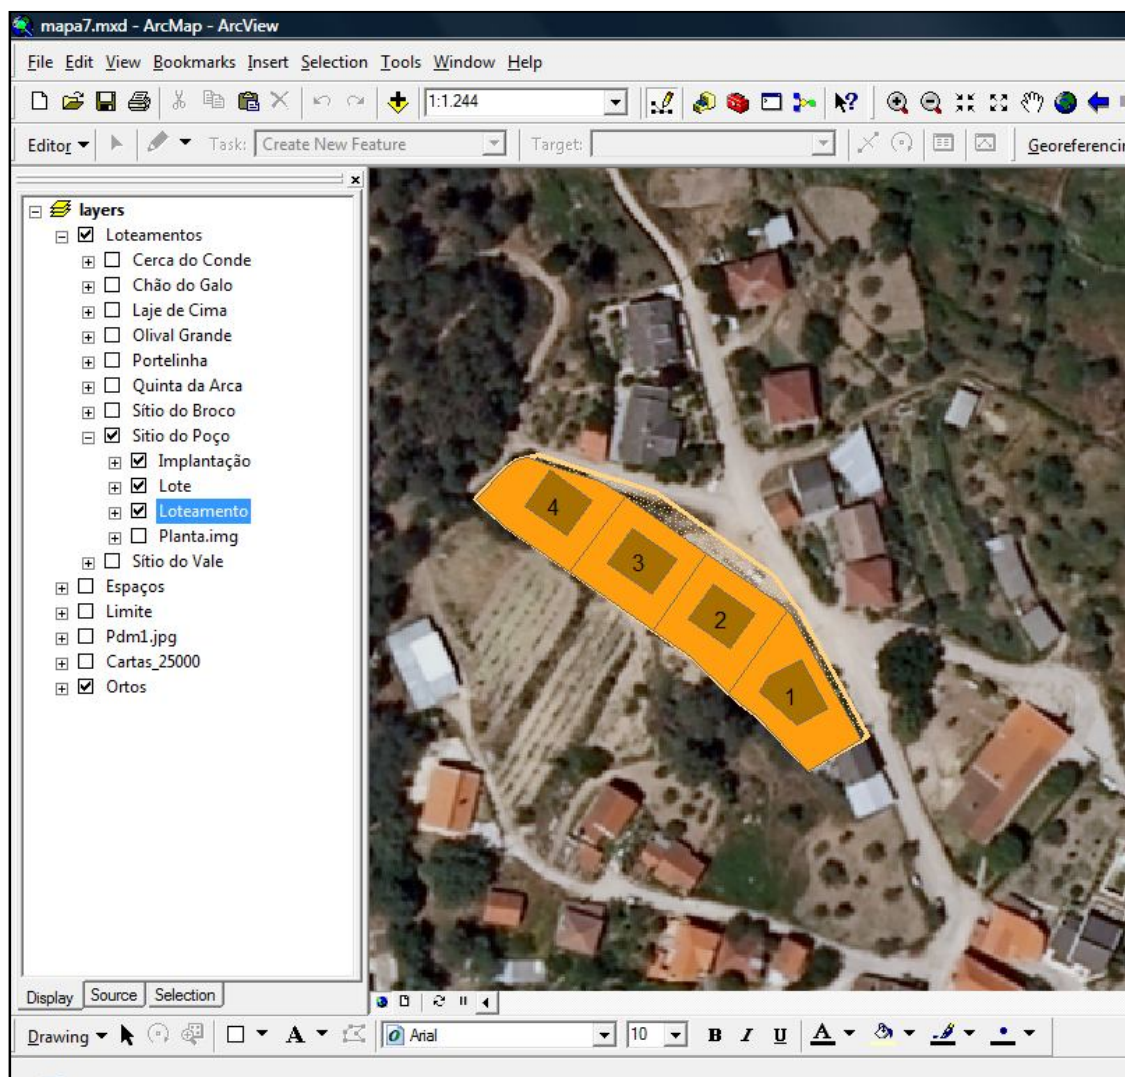 mapa7.mxd - ArcMap - ArcView
File Edit View Bookmarks Insert Selection Tools Window Help
1:1.244
Editor Task: Create New Feature Target: Georeferencin
layers
Loteamentos
Cerca do Conde
Chão do Galo
Laje de Cima
Olival Grande
Portelinha
Quinta da Arca
Sítio do Broco
Sitio do Poço
Implantação
Lote
Loteamento
Planta.img
Sítio do Vale
Espaços
Limite
Pdm1.jpg
Cartas_25000
Ortos
4
3
2
1
Display Source Selection
Drawing A Arial 10 B I U A